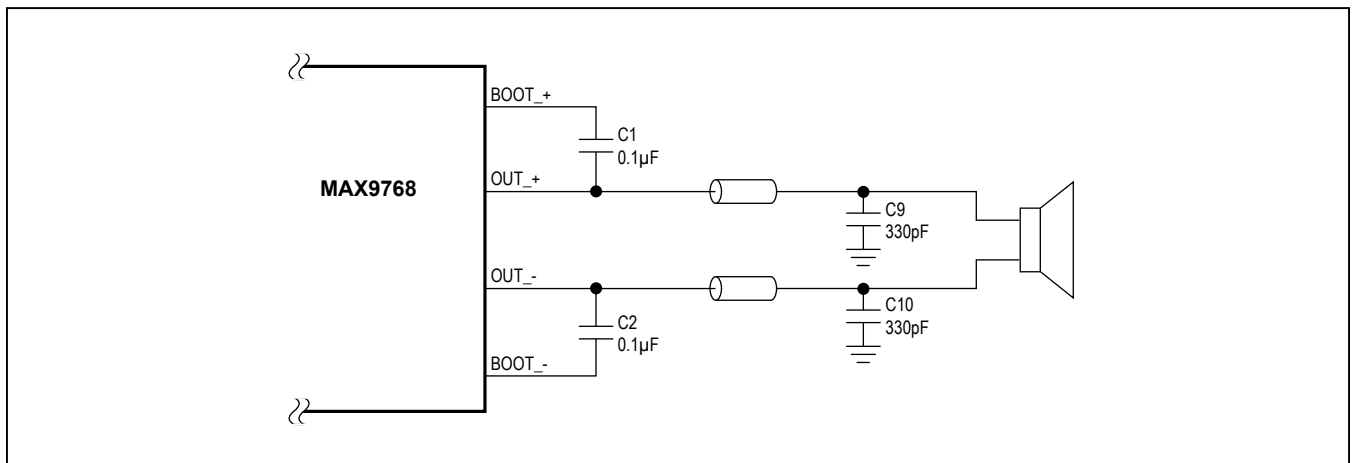 BOOT_+
C1
0.1µF
MAX9768
OUT_+
C9
330pF
OUT_-
C10
330pF
C2
0.1µF
BOOT_-